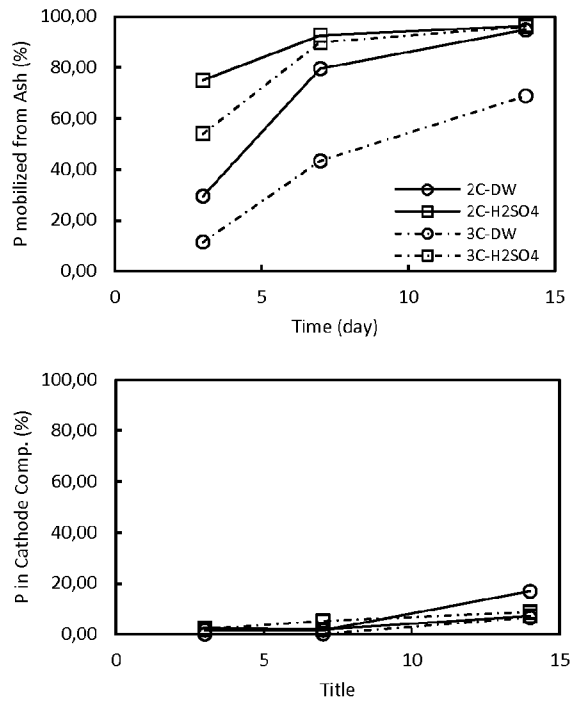 100,00
80,00
60,00
40,00
20,00
0,00
P mobilized from Ash (%)
2C-DW
2C-H2SO4
3C-DW
3C-H2SO4
0 5 10 15
Time (day)
100,00
80,00
60,00
40,00
20,00
0,00
P in Cathode Comp. (%)
0 5 10 15
Title